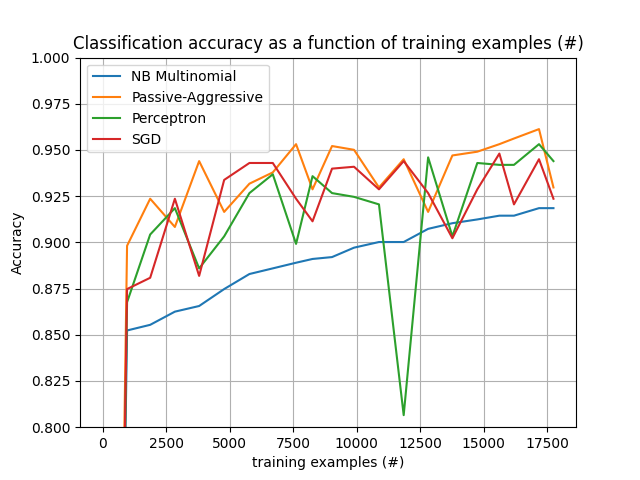 Classification accuracy as a function of training examples (#)
1.000
0.975
0.950
0.925
0.900
0.875
0.850
0.825
0.800
Accuracy
NB Multinomial
Passive-Aggressive
Perceptron
SGD
0 2500 5000 7500 10000 12500 15000 17500
training examples (#)